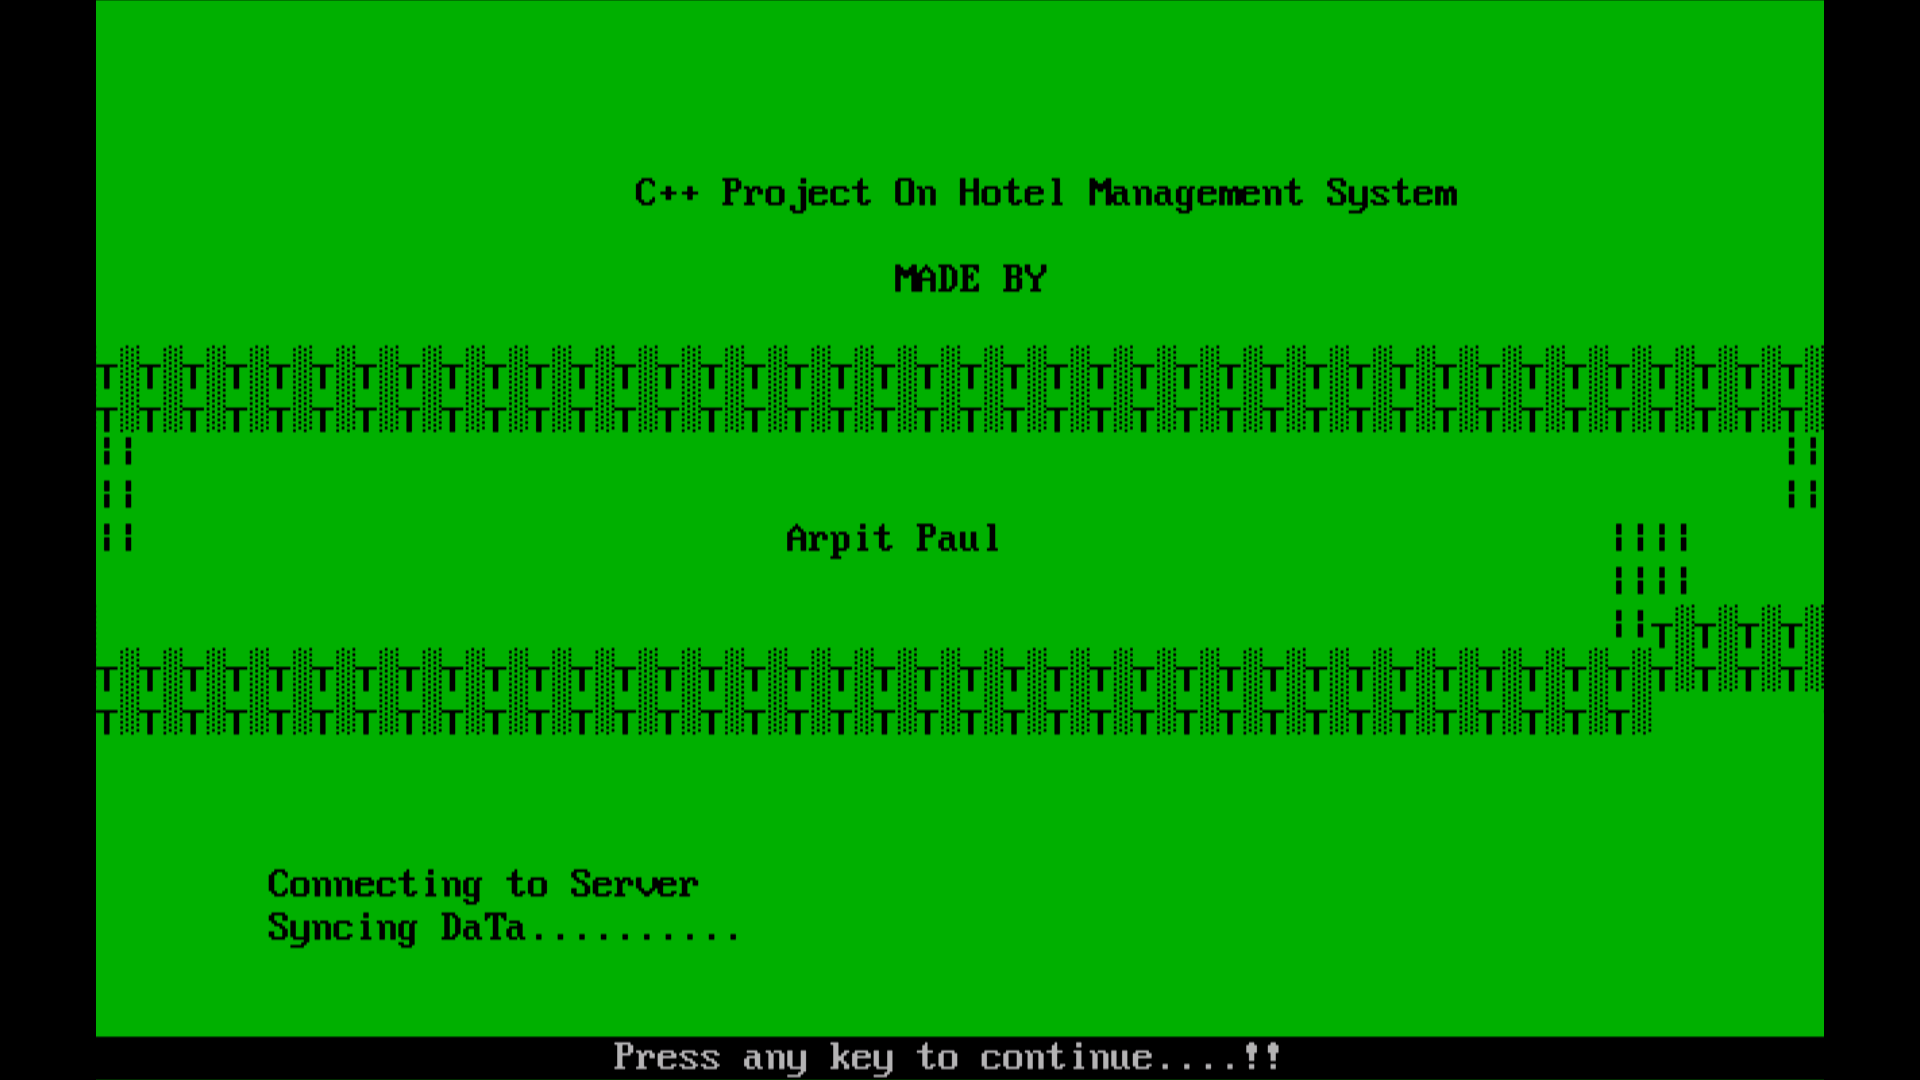 C++ Project On Hotel Management System
MADE BY
Arpit Paul
Connecting to Server
Syncing DaTa..........
Press any key to continue....!!